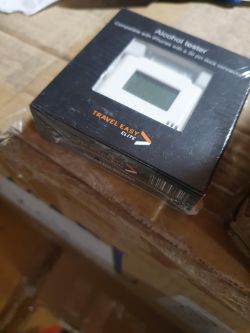 Alcohol tester
Compatible with iPhones with a 30 pin dock connector
TRAVEL EASY
ELITE